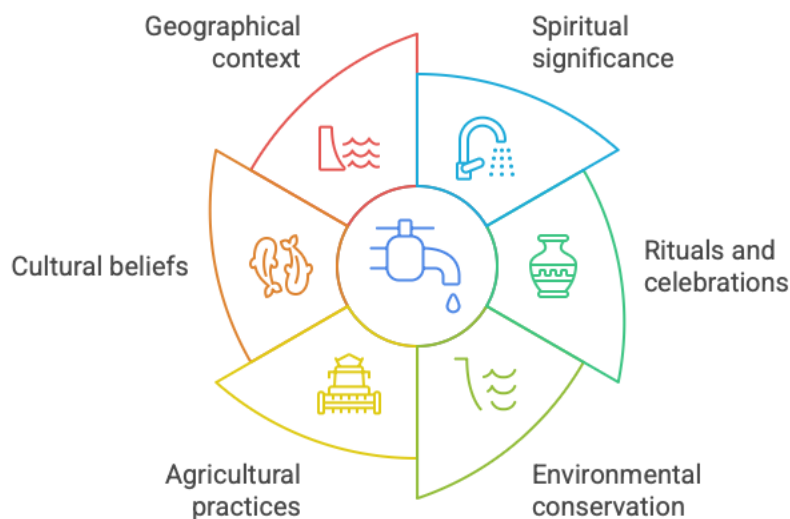 Geographical
context
Spiritual
significance
Cultural beliefs
Rituals and
celebrations
Agricultural
practices
Environmental
conservation